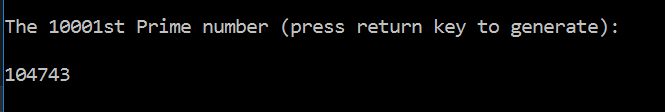 The 10001st Prime number (press return key to generate):
104743